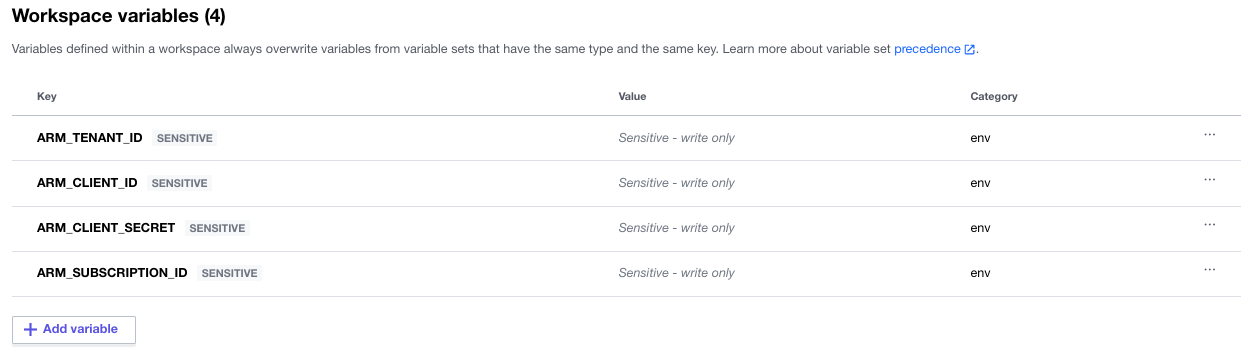 Workspace variables (4)
Variables defined within a workspace always overwrite variables from variable sets that have the same type and the same key. Learn more about variable set precedence.
Key Value Category
ARM_TENANT_ID SENSITIVE Sensitive - write only env ...
ARM_CLIENT_ID SENSITIVE Sensitive - write only env ...
ARM_CLIENT_SECRET SENSITIVE Sensitive - write only env ...
ARM_SUBSCRIPTION_ID SENSITIVE Sensitive - write only env ...
+ Add variable